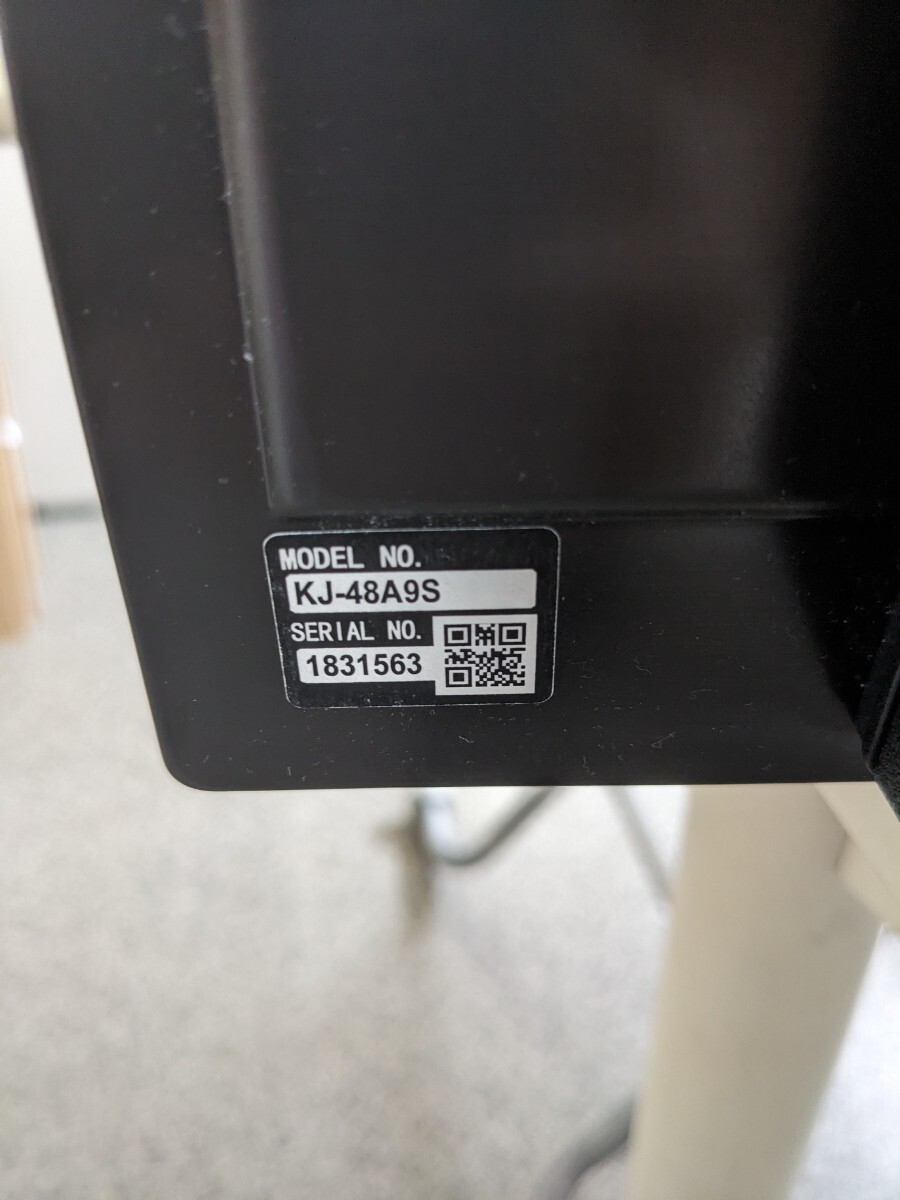 MODEL NO.
KJ-48A9S
SERIAL NO.
1831563